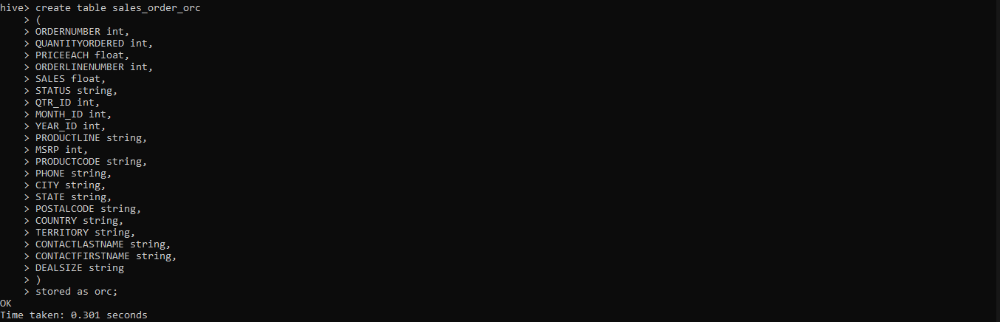 hive> create table sales_order_orc
    > (
    > ORDERNUMBER int,
    > QUANTITYORDERED int,
    > PRICEEACH float,
    > ORDERLINENUMBER int,
    > SALES float,
    > STATUS string,
    > QTR_ID int,
    > MONTH_ID int,
    > YEAR_ID int,
    > PRODUCTLINE string,
    > MSRP int,
    > PRODUCTCODE string,
    > PHONE string,
    > CITY string,
    > STATE string,
    > POSTALCODE string,
    > COUNTRY string,
    > TERRITORY string,
    > CONTACTLASTNAME string,
    > CONTACTFIRSTNAME string,
    > DEALSIZE string
    > )
    > stored as orc;
OK
Time taken: 0.301 seconds